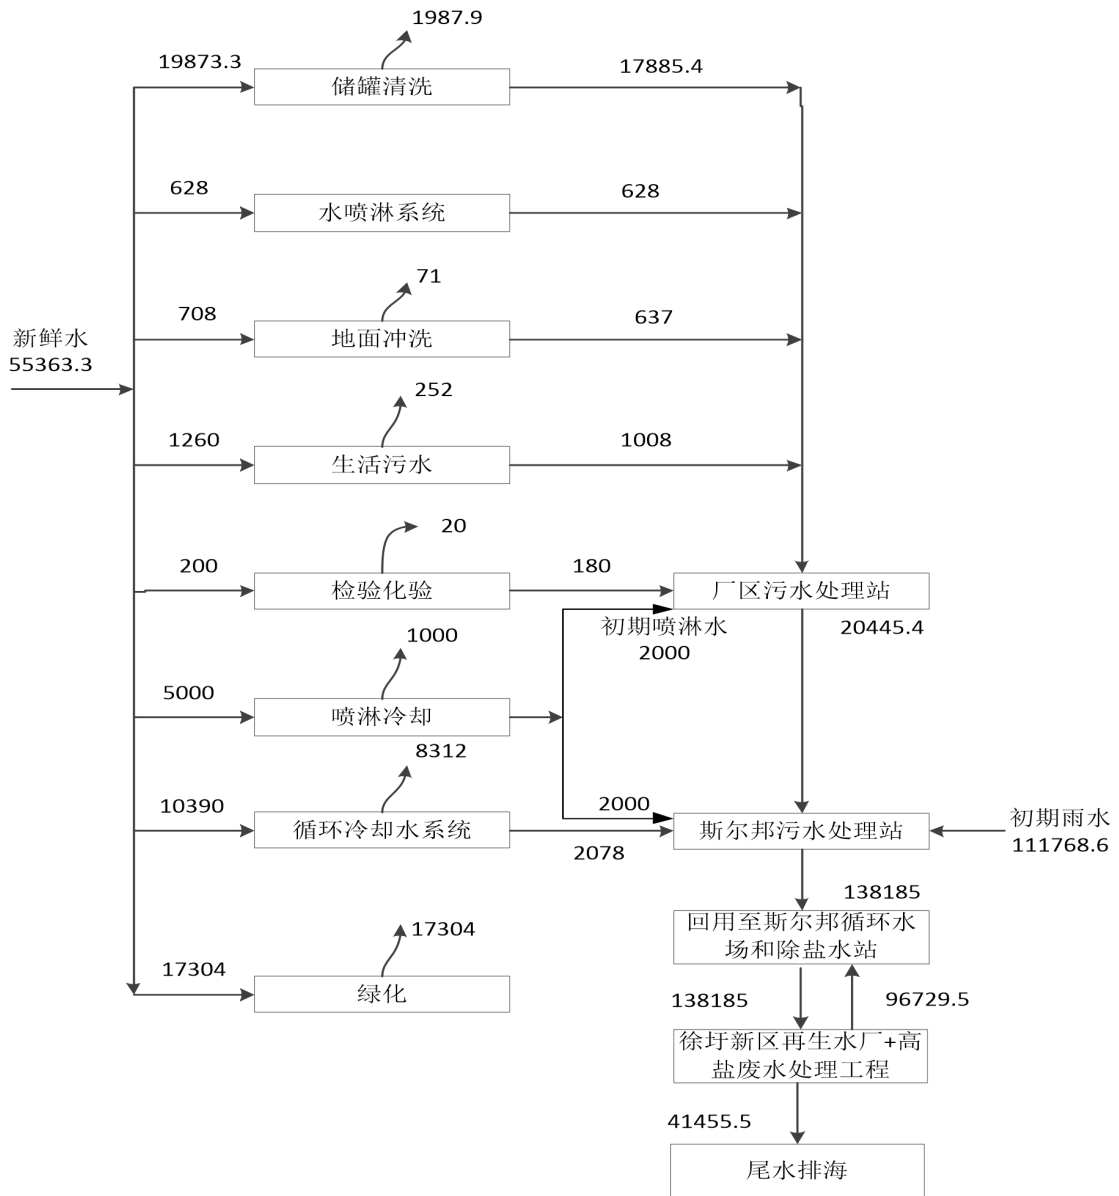 1987.9
19873.3
储罐清洗
17885.4
628
水喷淋系统
628
71
708
地面冲洗
637
新鲜水
55363.3
252
1260
生活污水
1008
20
200
检验化验
180
厂区污水处理站
20445.4
初期喷淋水
2000
1000
5000
喷淋冷却
8312
10390
循环冷却水系统
2000
2078
斯尔邦污水处理站
初期雨水
111768.6
138185
回用至斯尔邦循环水
场和除盐水站
17304
17304
绿化
138185
96729.5
徐圩新区再生水厂+高
盐废水处理工程
41455.5
尾水排海